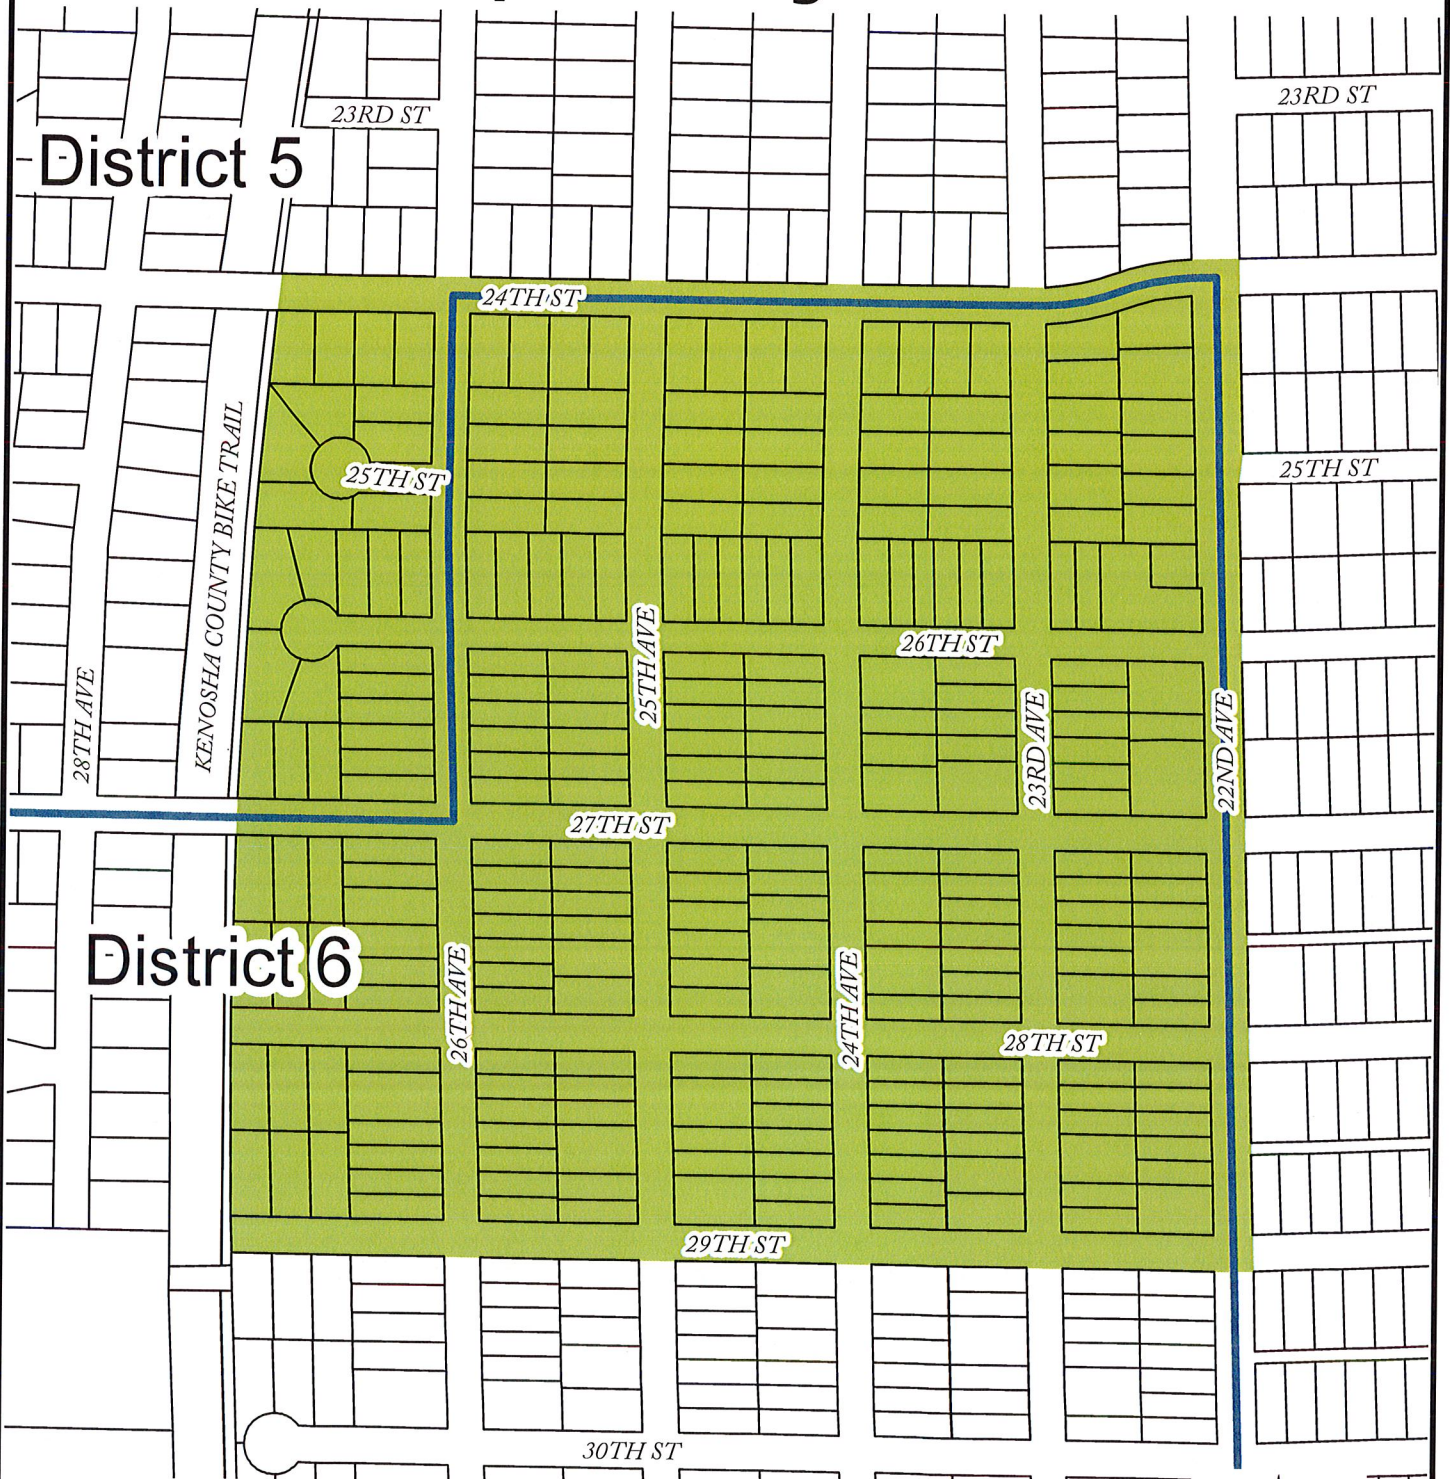 23RD ST
23RD ST
District 5
24TH ST
25TH ST
25TH ST
KENOSHA COUNTY BIKE TRAIL
26TH ST
25TH AVE
28TH AVE
23RD AVE
22ND AVE
27TH ST
District 6
26TH AVE
24TH AVE
28TH ST
29TH ST
30TH ST